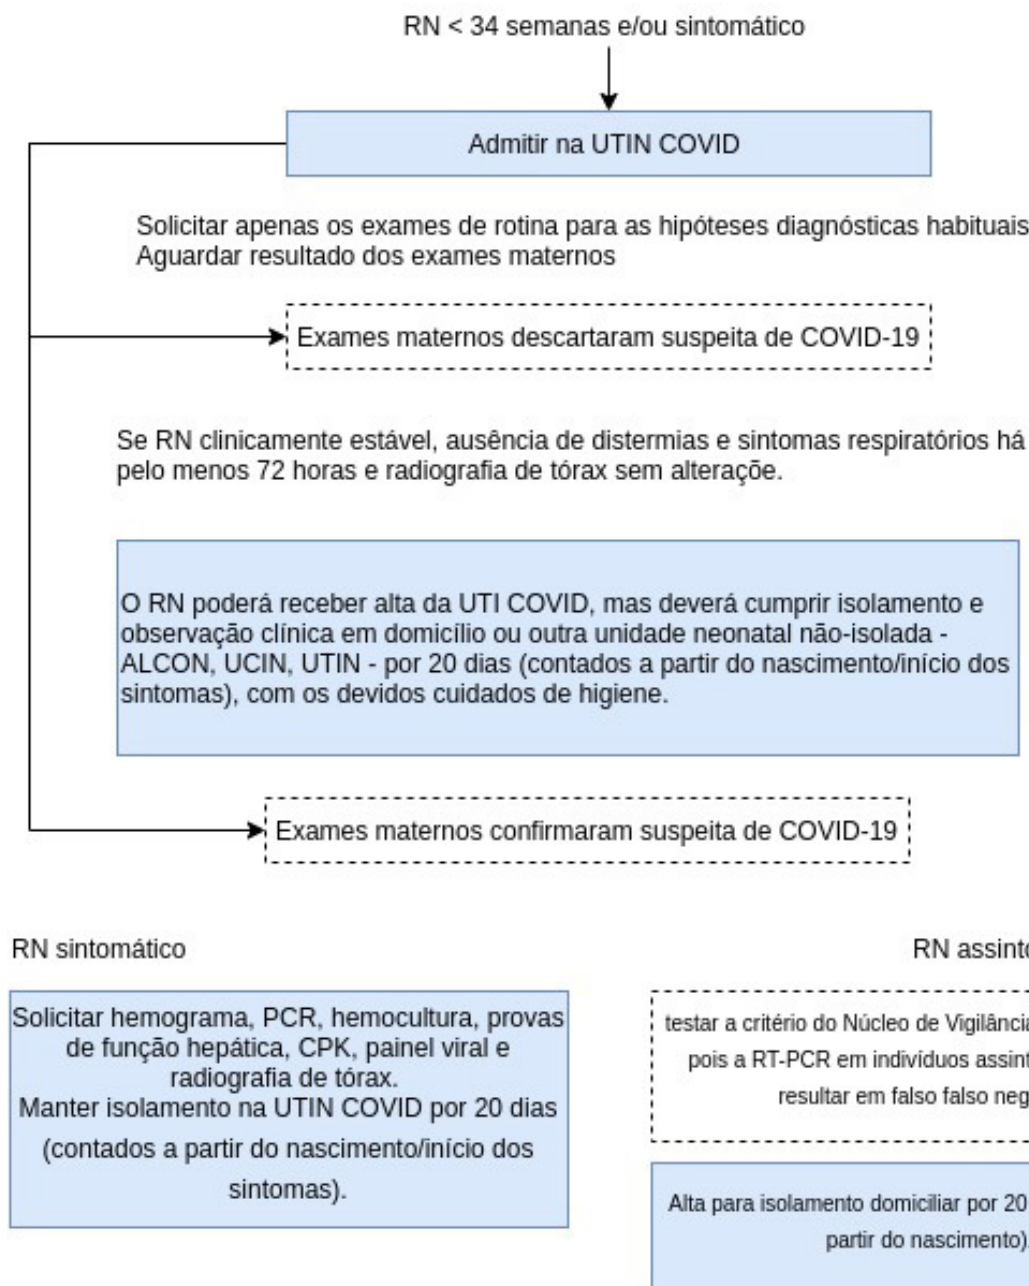 RN < 34 semanas e/ou sintomático
Admitir na UTIN COVID
Solicitar apenas os exames de rotina para as hipóteses diagnósticas habituais
Aguardar resultado dos exames maternos
Exames maternos descartaram suspeita de COVID-19
Se RN clinicamente estável, ausência de distermias e sintomas respiratórios há
pelo menos 72 horas e radiografia de tórax sem alteraçõe.
O RN poderá receber alta da UTI COVID, mas deverá cumprir isolamento e
observação clínica em domicílio ou outra unidade neonatal não-isolada -
ALCON, UCIN, UTIN - por 20 dias (contados a partir do nascimento/início dos
sintomas), com os devidos cuidados de higiene.
Exames maternos confirmaram suspeita de COVID-19
RN sintomático
Solicitar hemograma, PCR, hemocultura, provas
de função hepática, CPK, painel viral e
radiografia de tórax.
Manter isolamento na UTIN COVID por 20 dias
(contados a partir do nascimento/início dos
sintomas).
RN
testar a critério do Núcleo de
pois a RT-PCR em indivíduos
resultar em falso falso
Alta para isolamento domiciliar por 20
partir do nascimento)